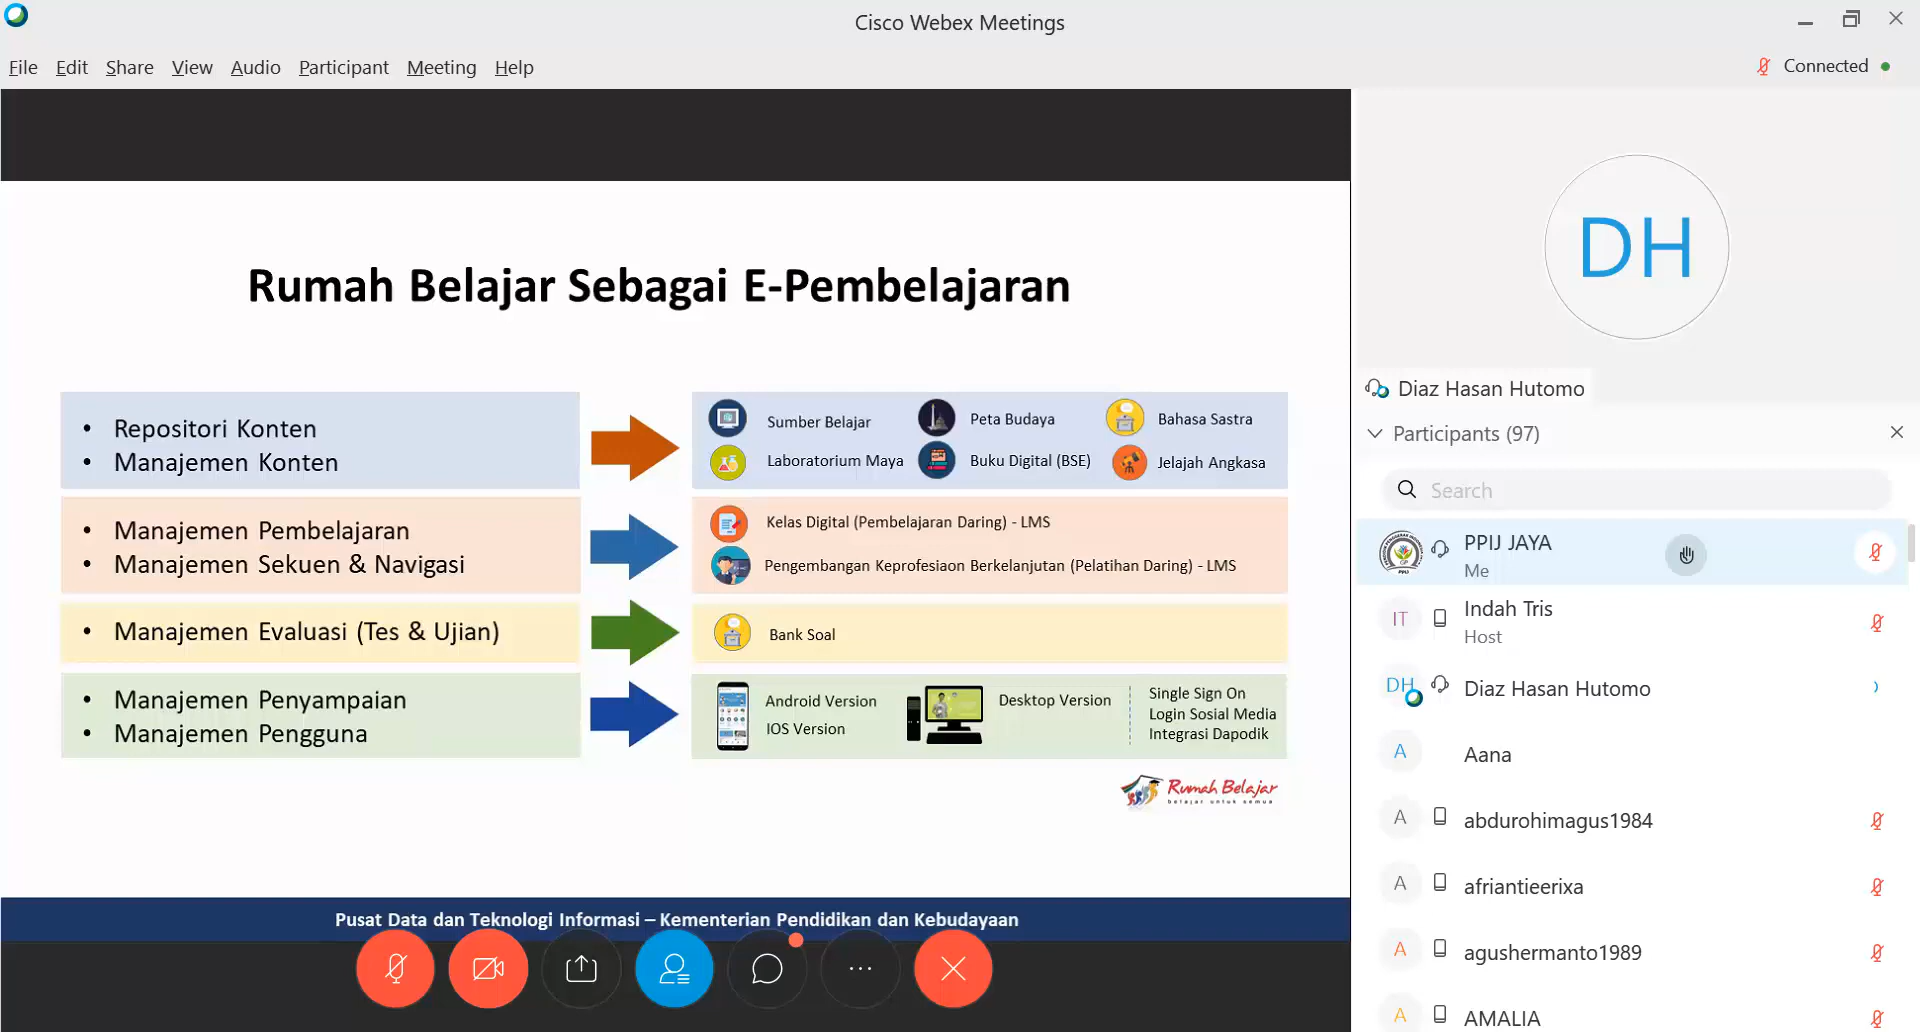 Cisco Webex Meetings
File Edit Share View Audio Participant Meeting Help
Connected
Rumah Belajar Sebagai E-Pembelajaran
• Repositori Konten
• Manajemen Konten
Sumber Belajar Peta Budaya Bahasa Sastra
Laboratorium Maya Buku Digital (BSE) Jelajah Angkasa
• Manajemen Pembelajaran
• Manajemen Sekuen & Navigasi
Kelas Digital (Pembelajaran Daring) - LMS
Pengembangan Keprofesiaon Berkelanjutan (Pelatihan Daring) - LMS
• Manajemen Evaluasi (Tes & Ujian)
Bank Soal
• Manajemen Penyampaian
• Manajemen Pengguna
Android Version
IOS Version
Desktop Version
Single Sign On
Login Sosial Media
Integrasi Dapodik
Rumah Belajar
belajar untuk semua
Pusat Data dan Teknologi Informasi – Kementerian Pendidikan dan Kebudayaan
DH
Diaz Hasan Hutomo
Participants (97)
Search
PPIJ JAYA
Me
IT Indah Tris
Host
DH Diaz Hasan Hutomo
A Aana
A abdurohimagus1984
A afriantieerixa
A agushermanto1989
A AMALIA